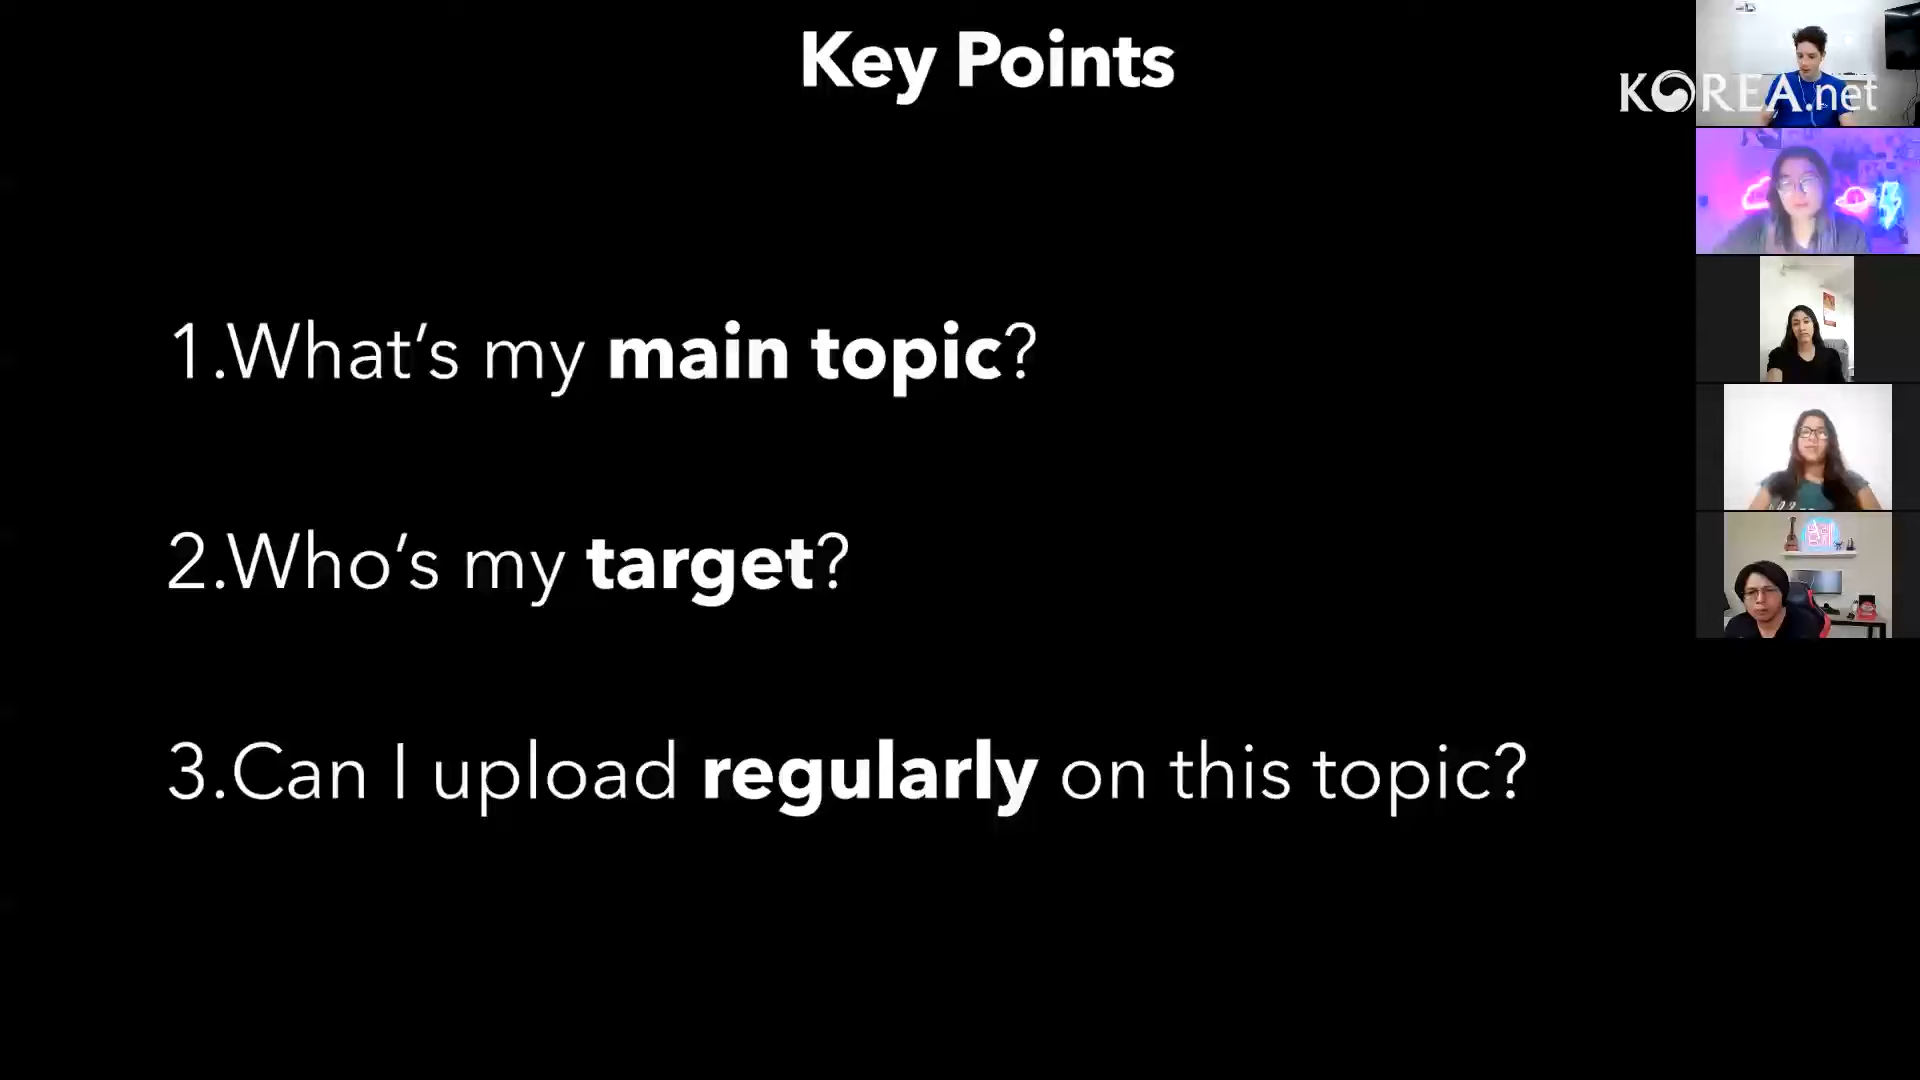 Key Points
KOREA.net
1.What’s my main topic?
2.Who’s my target?
3.Can I upload regularly on this topic?